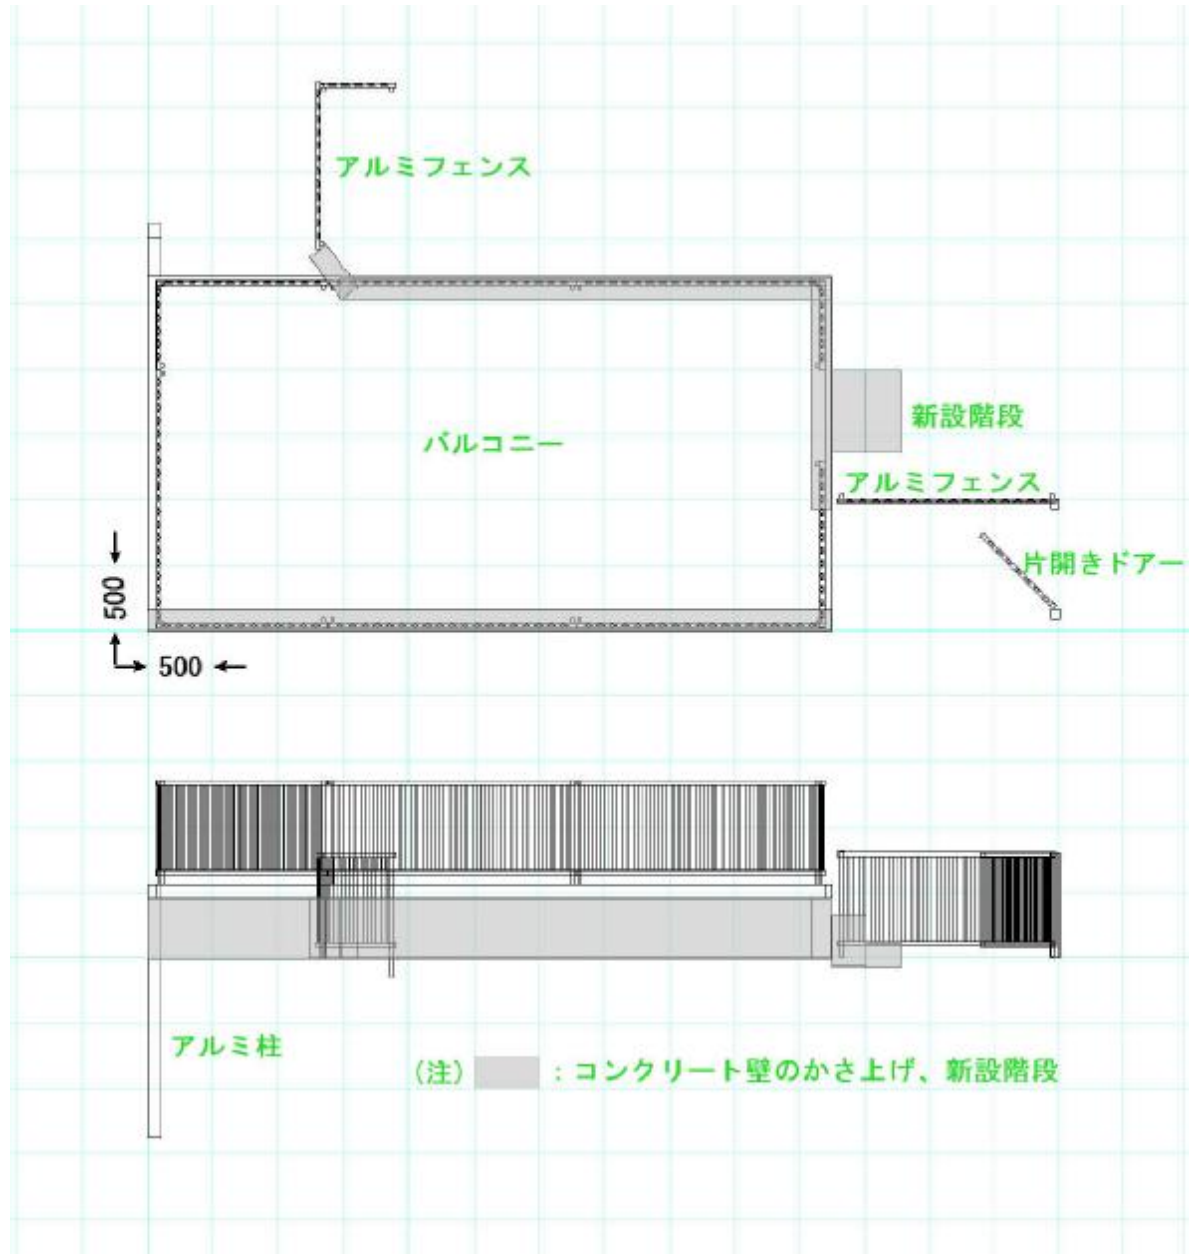 アルミフェンス
新設階段
バルコニー
アルミフェンス
片開きドアー
500
500
アルミ柱
(注) : コンクリート壁のかさ上げ、新設階段